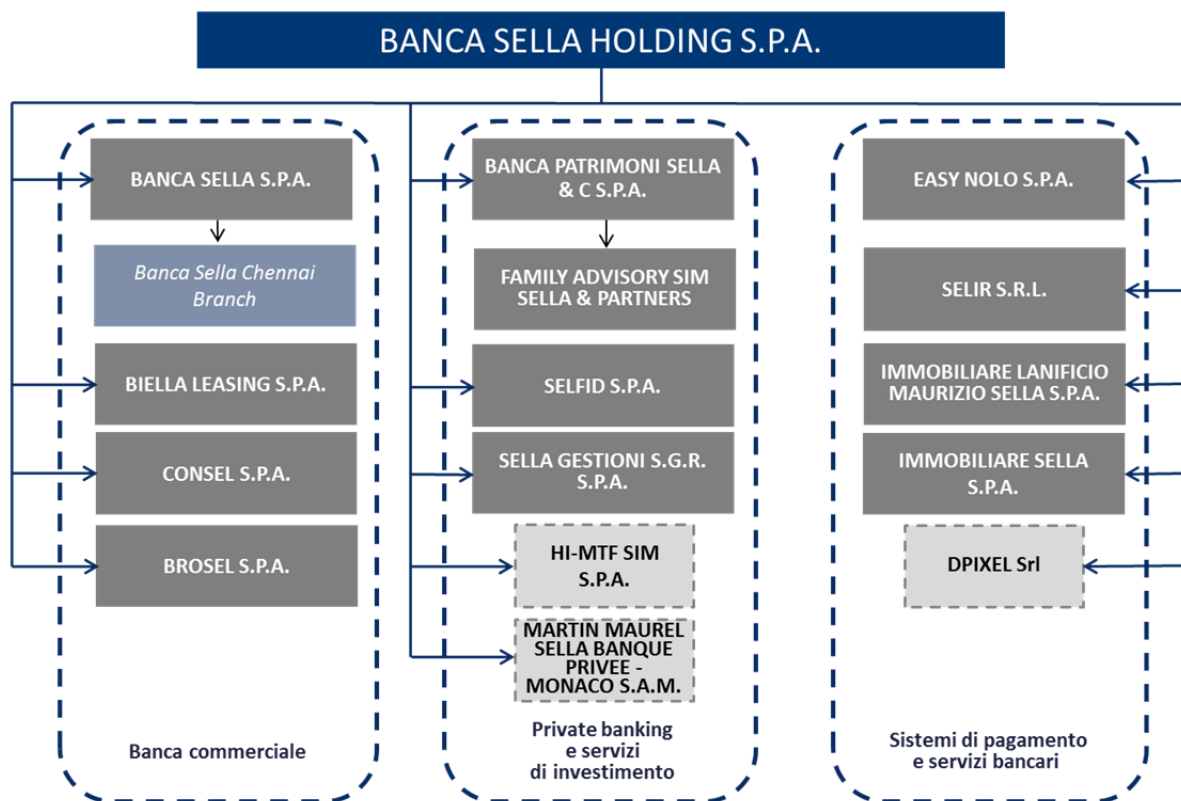 BANCA SELLA HOLDING S.P.A.
BANCA SELLA S.P.A.
Banca Sella Chennai
Branch
BIELLA LEASING S.P.A.
CONSEL S.P.A.
BROSEL S.P.A.
Banca commerciale
BANCA PATRIMONI SELLA
& C S.P.A.
FAMILY ADVISORY SIM
SELLA & PARTNERS
SELFID S.P.A.
SELLA GESTIONI S.G.R.
S.P.A.
HI-MTF SIM
S.P.A.
MARTIN MAUREL
SELLA BANQUE
PRIVEE -
MONACO S.A.M.
Private banking
e servizi
di investimento
EASY NOLO S.P.A.
SELIR S.R.L.
IMMOBILIARE LANIFICIO
MAURIZIO SELLA S.P.A.
IMMOBILIARE SELLA
S.P.A.
DPIXEL Srl
Sistemi di pagamento
e servizi bancari